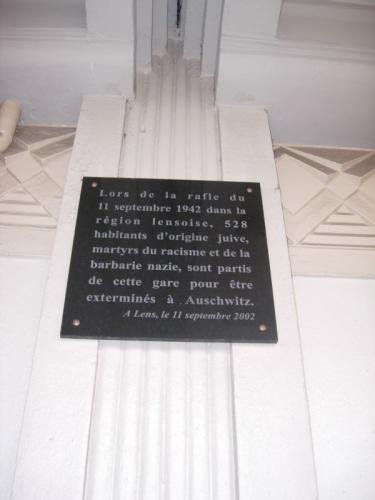 Lors de la rafle du
11 septembre 1942 dans la
région lensoise, 528
habitants d'origine juive,
martyrs du racisme et de la
barbarie nazie, sont partis
de cette gare pour être
exterminés à Auschwitz.
A Lens, le 11 septembre 2002